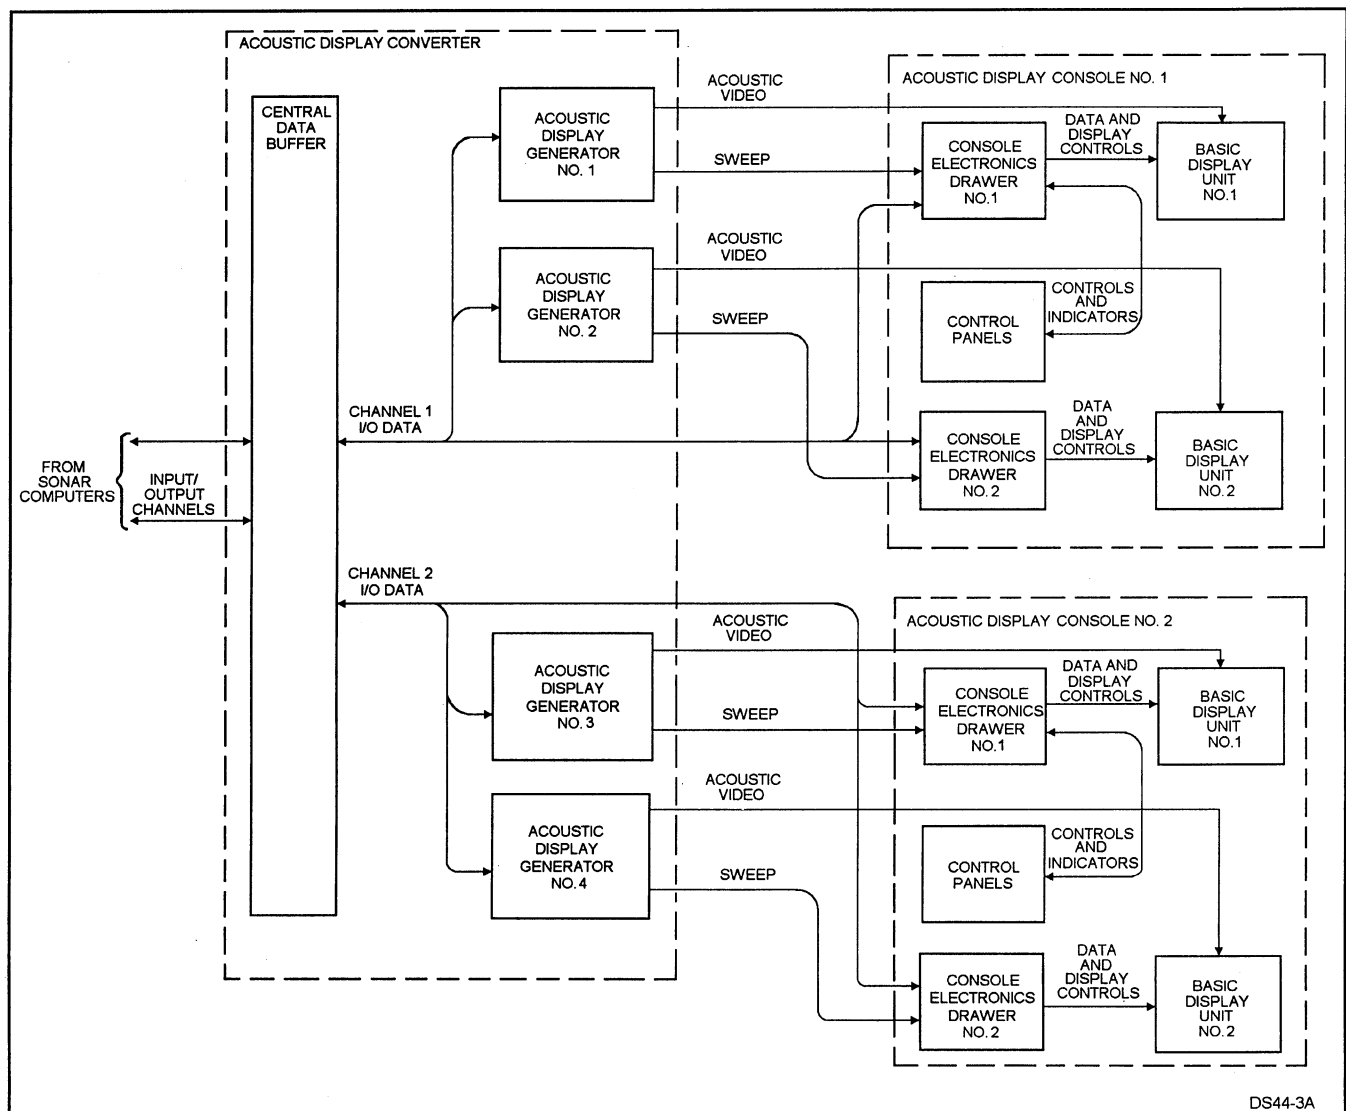 ACOUSTIC DISPLAY CONVERTER
CENTRAL
DATA
BUFFER
ACOUSTIC
DISPLAY
GENERATOR
NO. 1
ACOUSTIC
VIDEO
SWEEP
ACOUSTIC
DISPLAY
GENERATOR
NO. 2
ACOUSTIC
VIDEO
SWEEP
CHANNEL 1
I/O DATA
FROM
SONAR
COMPUTERS
INPUT/
OUTPUT
CHANNELS
CHANNEL 2
I/O DATA
ACOUSTIC
DISPLAY
GENERATOR
NO. 3
ACOUSTIC
VIDEO
SWEEP
ACOUSTIC
DISPLAY
GENERATOR
NO. 4
ACOUSTIC
VIDEO
SWEEP
ACOUSTIC DISPLAY CONSOLE NO. 1
CONSOLE
ELECTRONICS
DRAWER
NO.1
DATA AND
DISPLAY
CONTROLS
BASIC
DISPLAY
UNIT
NO.1
CONTROL
PANELS
CONTROLS
AND
INDICATORS
CONSOLE
ELECTRONICS
DRAWER
NO.2
DATA
AND
DISPLAY
CONTROLS
BASIC
DISPLAY
UNIT
NO.2
ACOUSTIC DISPLAY CONSOLE NO. 2
CONSOLE
ELECTRONICS
DRAWER
NO.1
DATA AND
DISPLAY
CONTROLS
BASIC
DISPLAY
UNIT
NO.1
CONTROL
PANELS
CONTROLS
AND
INDICATORS
CONSOLE
ELECTRONICS
DRAWER
NO.2
DATA
AND
DISPLAY
CONTROLS
BASIC
DISPLAY
UNIT
NO.2
DS44-3A